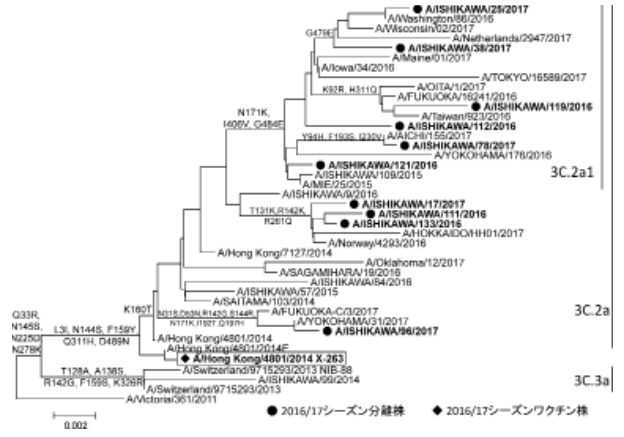 A/ISHIKAWA/25/2017
A/Washington/86/2016
A/Wisconsin/02/2017
G479E
A/Netherlands/2947/2017
A/ISHIKAWA/38/2017
A/Maine/01/2017
A/Iowa/34/2016
A/TOKYO/16589/2017
K92R, H311Q
A/OITA/1/2017
A/FUKUOKA/16241/2016
A/ISHIKAWA/119/2016
A/Taiwan/923/2016
N171K,
I406V, G484E
A/ISHIKAWA/112/2016
A/AICHI/155/2017
Y94H, F193S, I230V
A/ISHIKAWA/78/2017
A/YOKOHAMA/176/2016
A/ISHIKAWA/121/2016
3C.2a1
A/ISHIKAWA/109/2015
A/MIE/25/2015
A/ISHIKAWA/9/2016
A/ISHIKAWA/17/2017
T131K,R142K,
R261Q
A/ISHIKAWA/111/2016
A/ISHIKAWA/133/2016
A/HOKKAIDO/HH01/2017
A/Norway/4293/2016
A/Hong Kong/7127/2014
A/Oklahoma/12/2017
A/SAGAMIHARA/19/2016
A/ISHIKAWA/84/2016
A/ISHIKAWA/57/2015
A/SAITAMA/103/2014
K160T
N31S,D53N,R142G,S144R,
N171K, I192T, Q197H
A/FUKUOKA-C/3/2017
A/YOKOHAMA/31/2017
A/ISHIKAWA/96/2017
3C.2a
Q33R,
N145S,
N225D
N278K
L3I, N144S, F159Y,
Q311H, D489N
A/Hong Kong/4801/2014
A/Hong Kong/4801/2014E
A/Hong Kong/4801/2014 X-263
T128A, A138S,
R142G, F159S, K326R
A/Switzerland/9715293/2013 NIB-88
A/ISHIKAWA/99/2014
A/Switzerland/9715293/2013
3C.3a
A/Victoria/361/2011
0.002
2016/17シーズン分離株
2016/17シーズンワクチン株